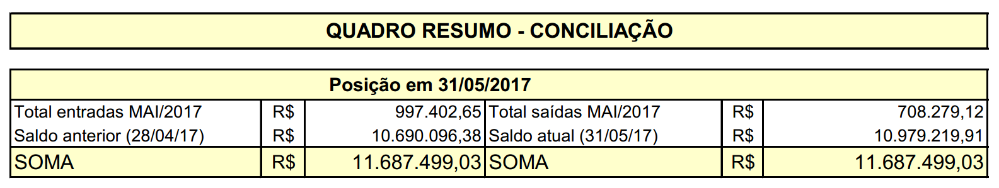 QUADRO RESUMO - CONCILIAÇÃO
Posição em 31/05/2017
Total entradas MAI/2017 R$ 997.402,65 Total saídas MAI/2017 R$ 708.279,12
Saldo anterior (28/04/17) R$ 10.690.096,38 Saldo atual (31/05/17) R$ 10.979.219,91
SOMA R$ 11.687.499,03 SOMA R$ 11.687.499,03